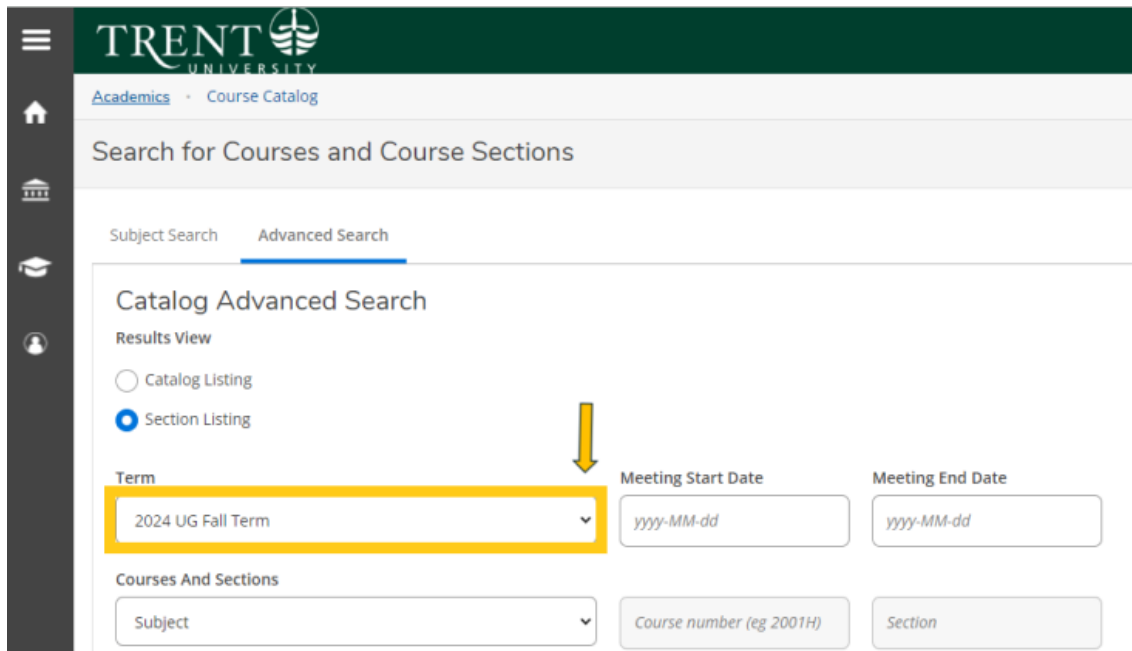 TRENT
UNIVERSITY
Academics · Course Catalog
Search for Courses and Course Sections
Subject Search Advanced Search
Catalog Advanced Search
Results View
Catalog Listing
Section Listing
Term Meeting Start Date Meeting End Date
2024 UG Fall Term yyyy-MM-dd yyyy-MM-dd
Courses And Sections
Subject Course number (eg 2001H) Section